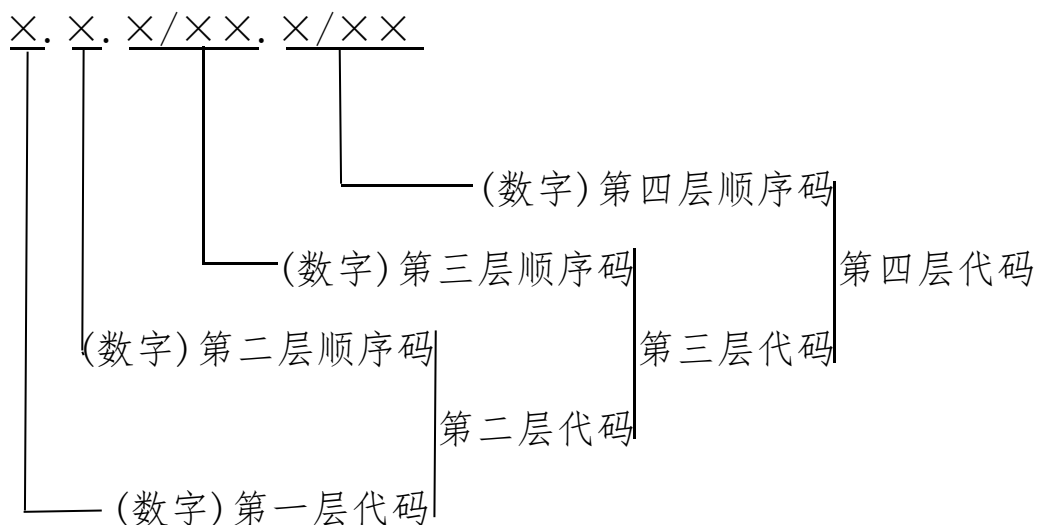 ×.×.×/××.×/××
(数字)第四层顺序码
(数字)第三层顺序码
第四层代码
(数字)第二层顺序码
第三层代码
第二层代码
(数字)第一层代码